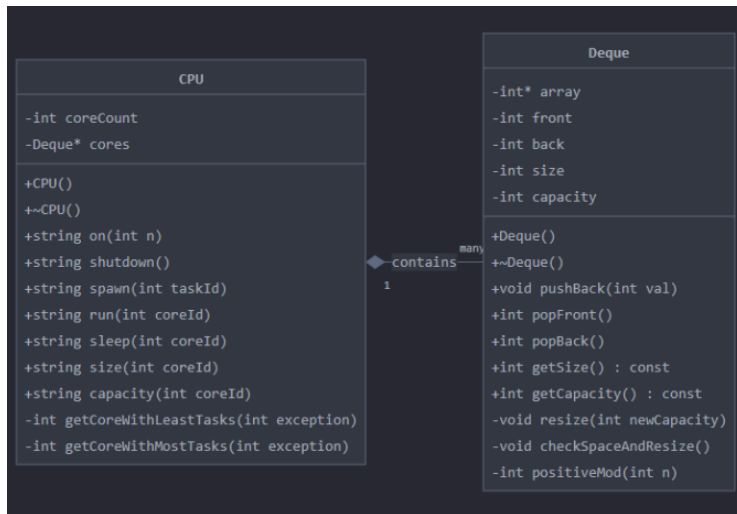 CPU
-int coreCount
-Deque* cores
+CPU()
+~CPU()
+string on(int n)
+string shutdown()
+string spawn(int taskId)
+string run(int coreId)
+string sleep(int coreId)
+string size(int coreId)
+string capacity(int coreId)
-int getCoreWithLeastTasks(int exception)
-int getCoreWithMostTasks(int exception)
1
contains
many
Deque
-int* array
-int front
-int back
-int size
-int capacity
+Deque()
+~Deque()
+void pushBack(int val)
+int popFront()
+int popBack()
+int getSize() : const
+int getCapacity() : const
-void resize(int newCapacity)
-void checkSpaceAndResize()
-int positiveMod(int n)